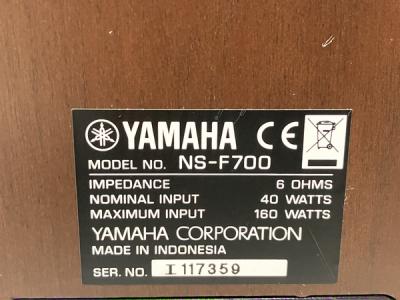 YAMAHA CE
MODEL NO. NS-F700
IMPEDANCE 6 OHMS
NOMINAL INPUT 40 WATTS
MAXIMUM INPUT 160 WATTS
YAMAHA CORPORATION
MADE IN INDONESIA
SER. NO. I 117359